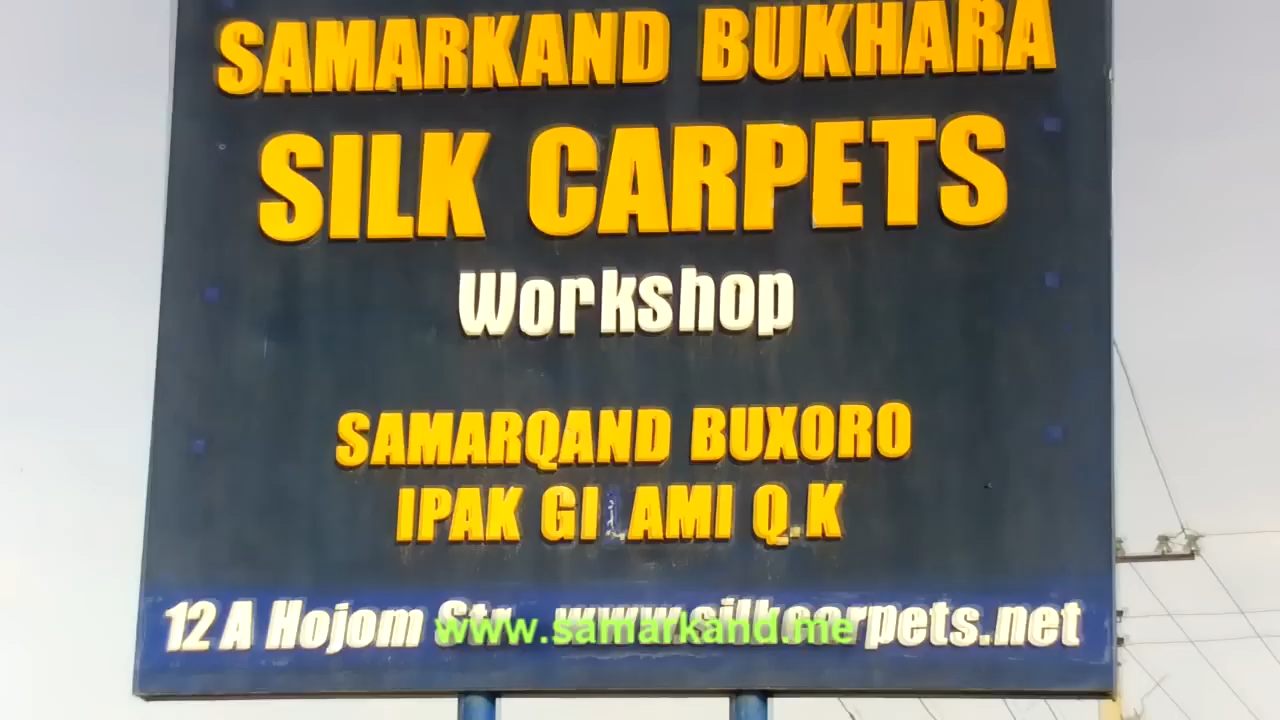 SAMARKAND BUKHARA
SILK CARPETS
Workshop
SAMARQAND BUXORO
IPAK GI AMI Q.K
12 A Hojom Str. www.silkcarpets.net
www.samarkand.me